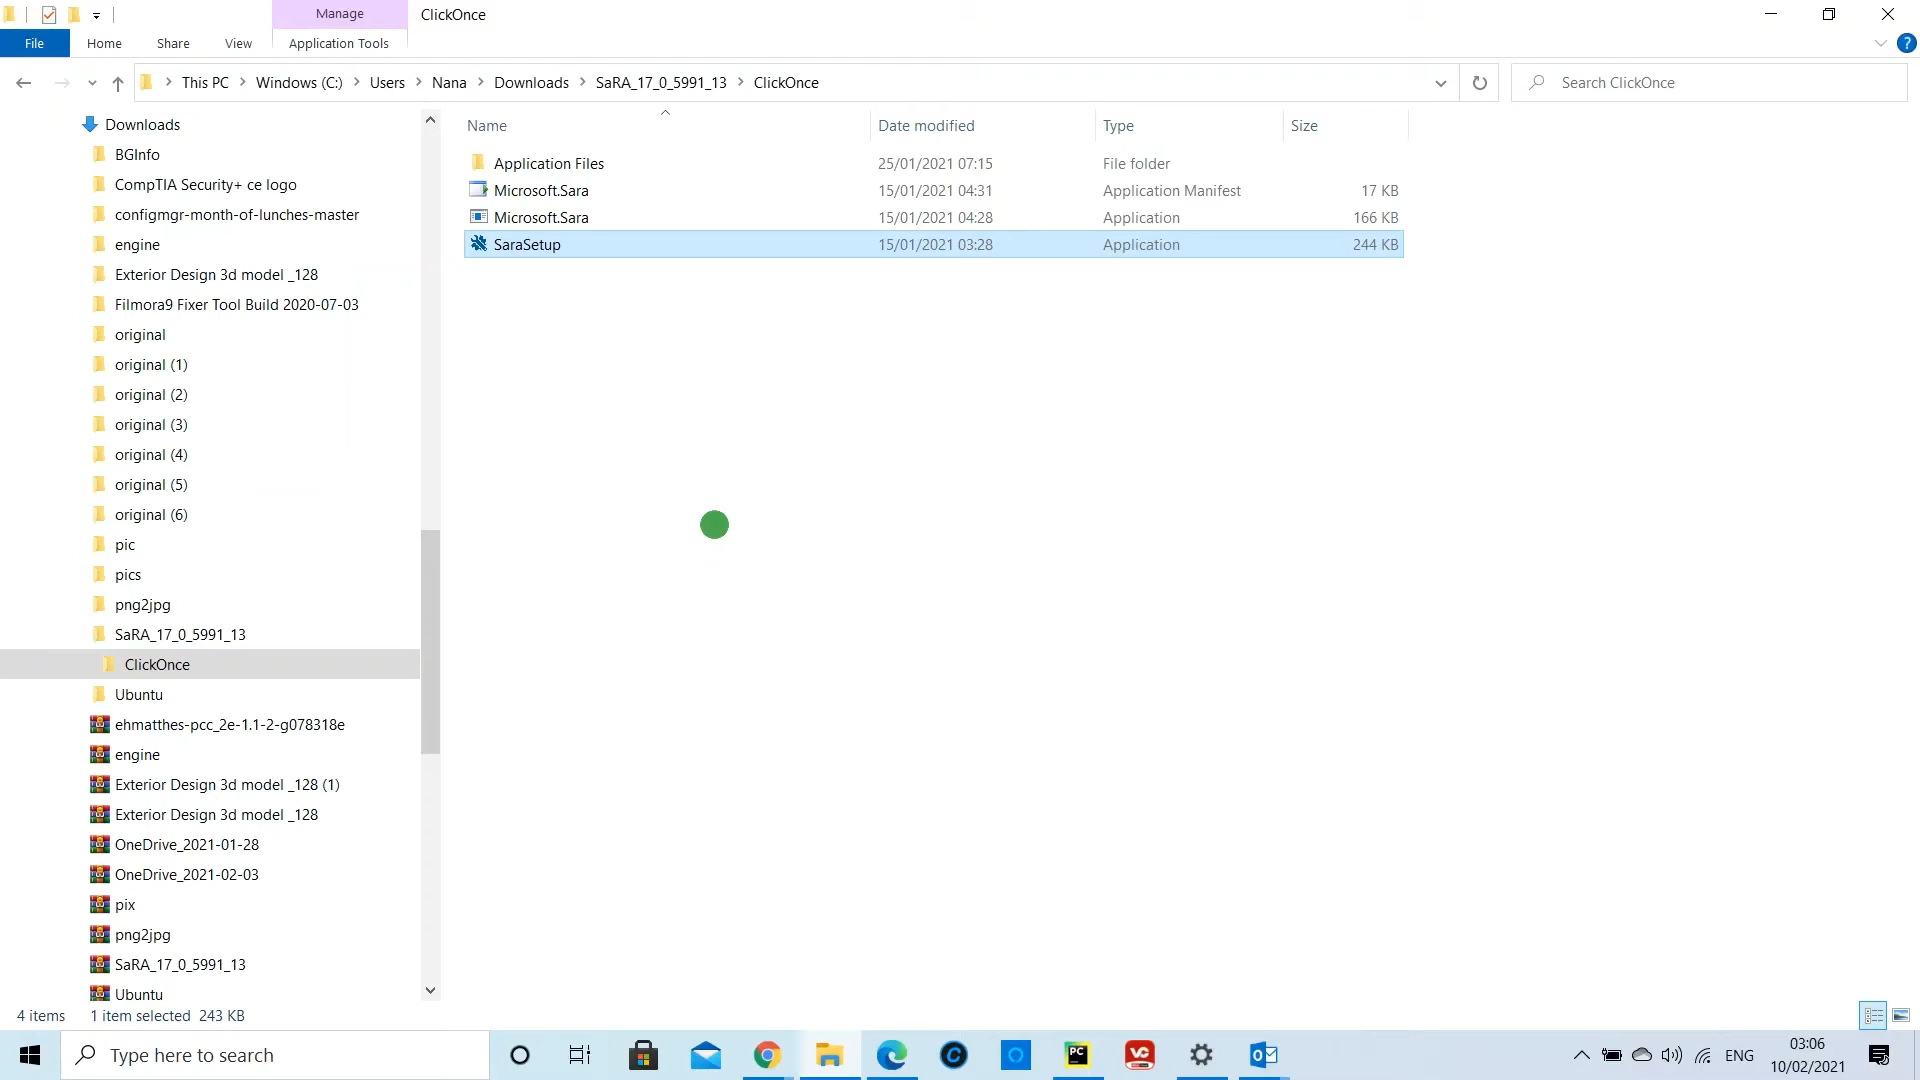 Manage
ClickOnce
File
Home
Share
View
Application Tools
This PC
Windows (C:)
Users
Nana
Downloads
SaRA_17_0_5991_13
ClickOnce
Search ClickOnce
Downloads
BGInfo
CompTIA Security+ ce logo
configmgr-month-of-lunches-master
engine
Exterior Design 3d model _128
Filmora9 Fixer Tool Build 2020-07-03
original
original (1)
original (2)
original (3)
original (4)
original (5)
original (6)
pic
pics
png2jpg
SaRA_17_0_5991_13
ClickOnce
Ubuntu
ehmatthes-pcc_2e-1.1-2-g078318e
engine
Exterior Design 3d model _128 (1)
Exterior Design 3d model _128
OneDrive_2021-01-28
OneDrive_2021-02-03
pix
png2jpg
SaRA_17_0_5991_13
Ubuntu
Name Date modified Type Size
Application Files 25/01/2021 07:15 File folder
Microsoft.Sara 15/01/2021 04:31 Application Manifest 17 KB
Microsoft.Sara 15/01/2021 04:28 Application 166 KB
SaraSetup 15/01/2021 03:28 Application 244 KB
4 items 1 item selected 243 KB
Type here to search
PC
VC
ENG
03:06
10/02/2021